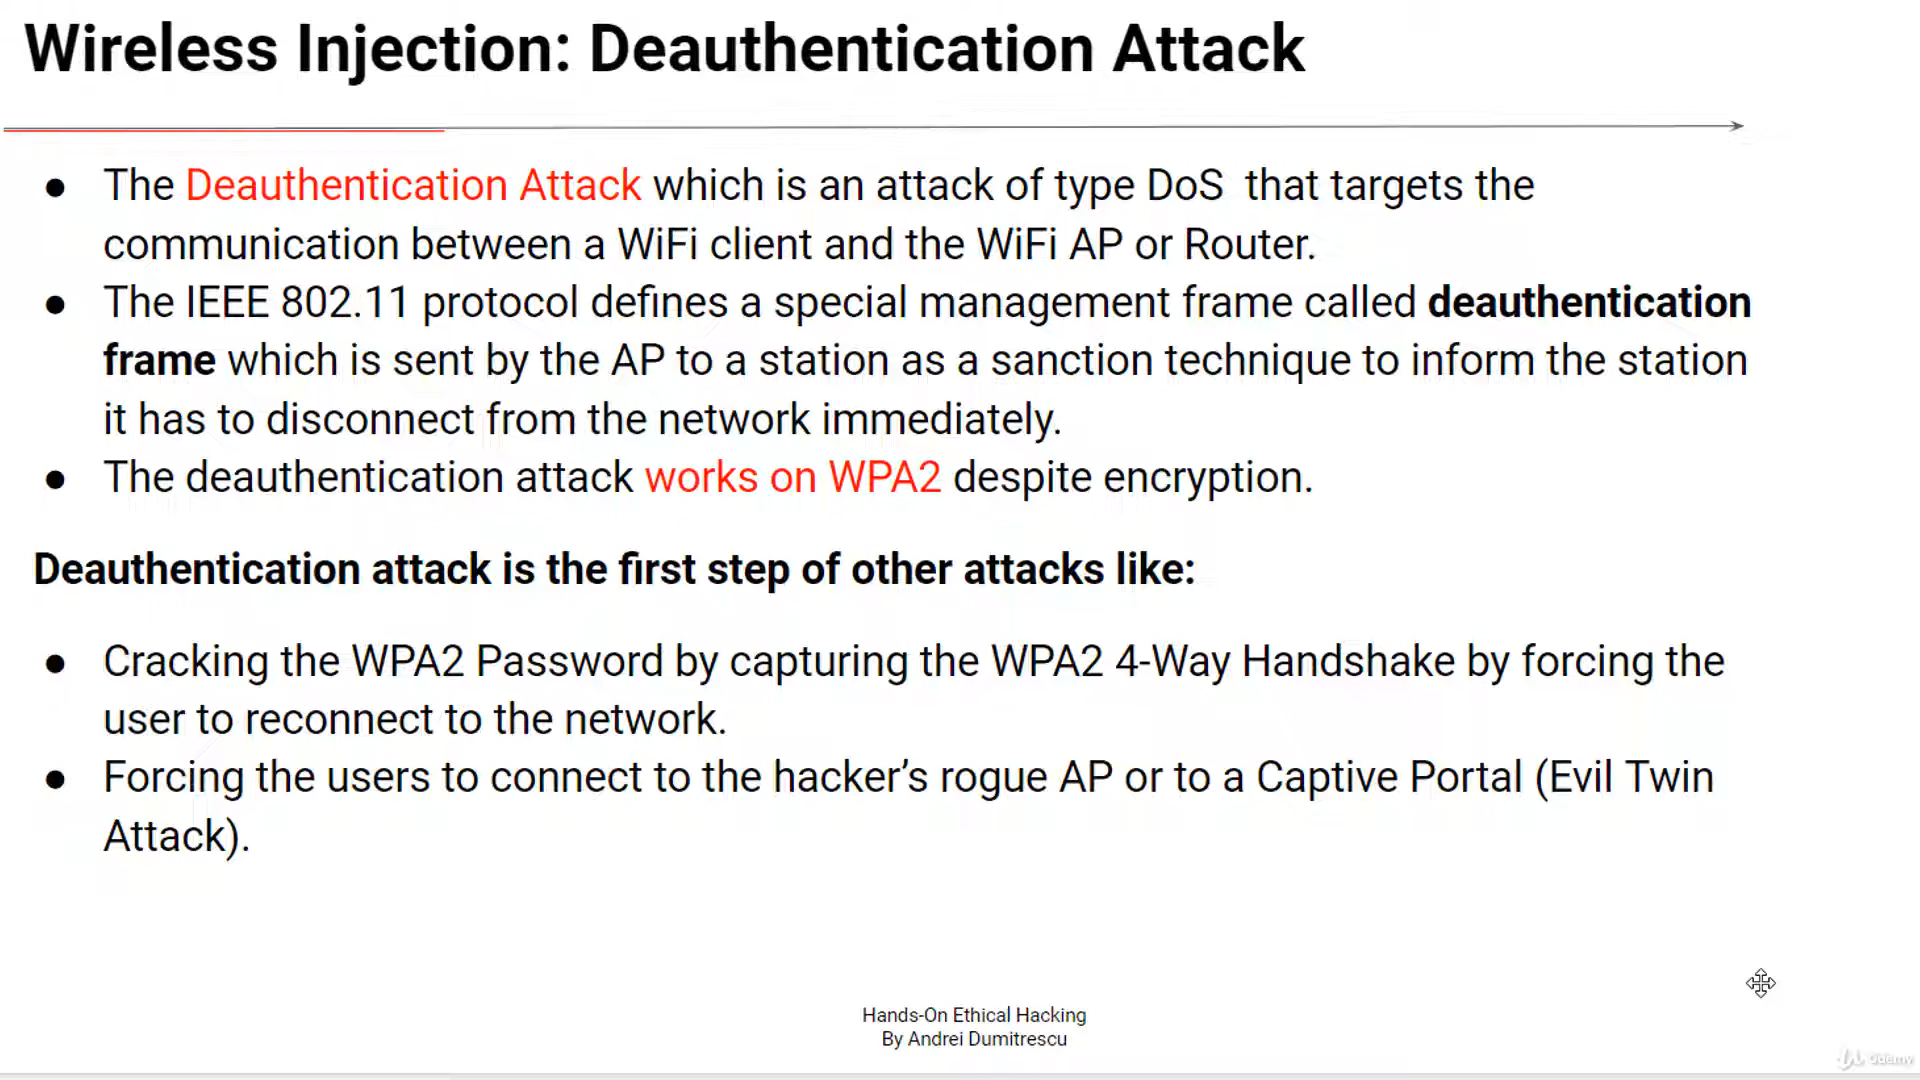 Wireless Injection: Deauthentication Attack
● The Deauthentication Attack which is an attack of type DoS  that targets the
communication between a WiFi client and the WiFi AP or Router.
● The IEEE 802.11 protocol defines a special management frame called deauthentication
frame which is sent by the AP to a station as a sanction technique to inform the station
it has to disconnect from the network immediately.
● The deauthentication attack works on WPA2 despite encryption.
Deauthentication attack is the first step of other attacks like:
● Cracking the WPA2 Password by capturing the WPA2 4-Way Handshake by forcing the
user to reconnect to the network.
● Forcing the users to connect to the hacker’s rogue AP or to a Captive Portal (Evil Twin
Attack).
Hands-On Ethical Hacking
By Andrei Dumitrescu
Udemy